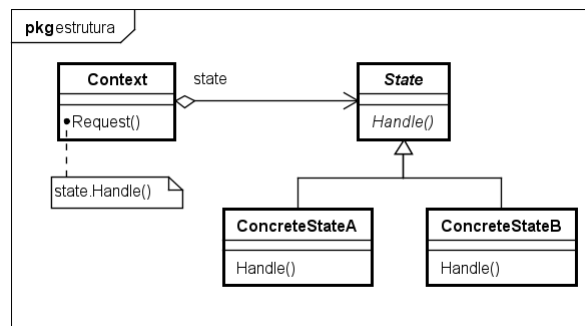 pkg estrutura
Context
state
State
Request()
Handle()
state.Handle()
ConcreteStateA
ConcreteStateB
Handle()
Handle()